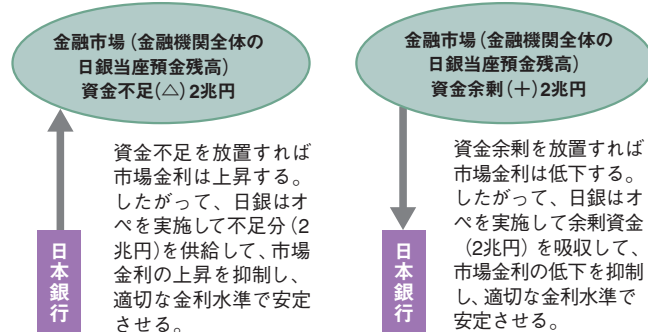 金融市場(金融機関全体の
日銀当座預金残高)
資金不足(△)2兆円
資金不足を放置すれば
市場金利は上昇する。
したがって、日銀はオ
ペを実施して不足分(2
兆円)を供給して、市場
金利の上昇を抑制し、
適切な金利水準で安定
させる。
日本銀行
金融市場(金融機関全体の
日銀当座預金残高)
資金余剰(+)2兆円
資金余剰を放置すれば
市場金利は低下する。
したがって、日銀はオ
ペを実施して余剰資金
(2兆円)を吸収して、
市場金利の低下を抑制
し、適切な金利水準で
安定させる。
日本銀行